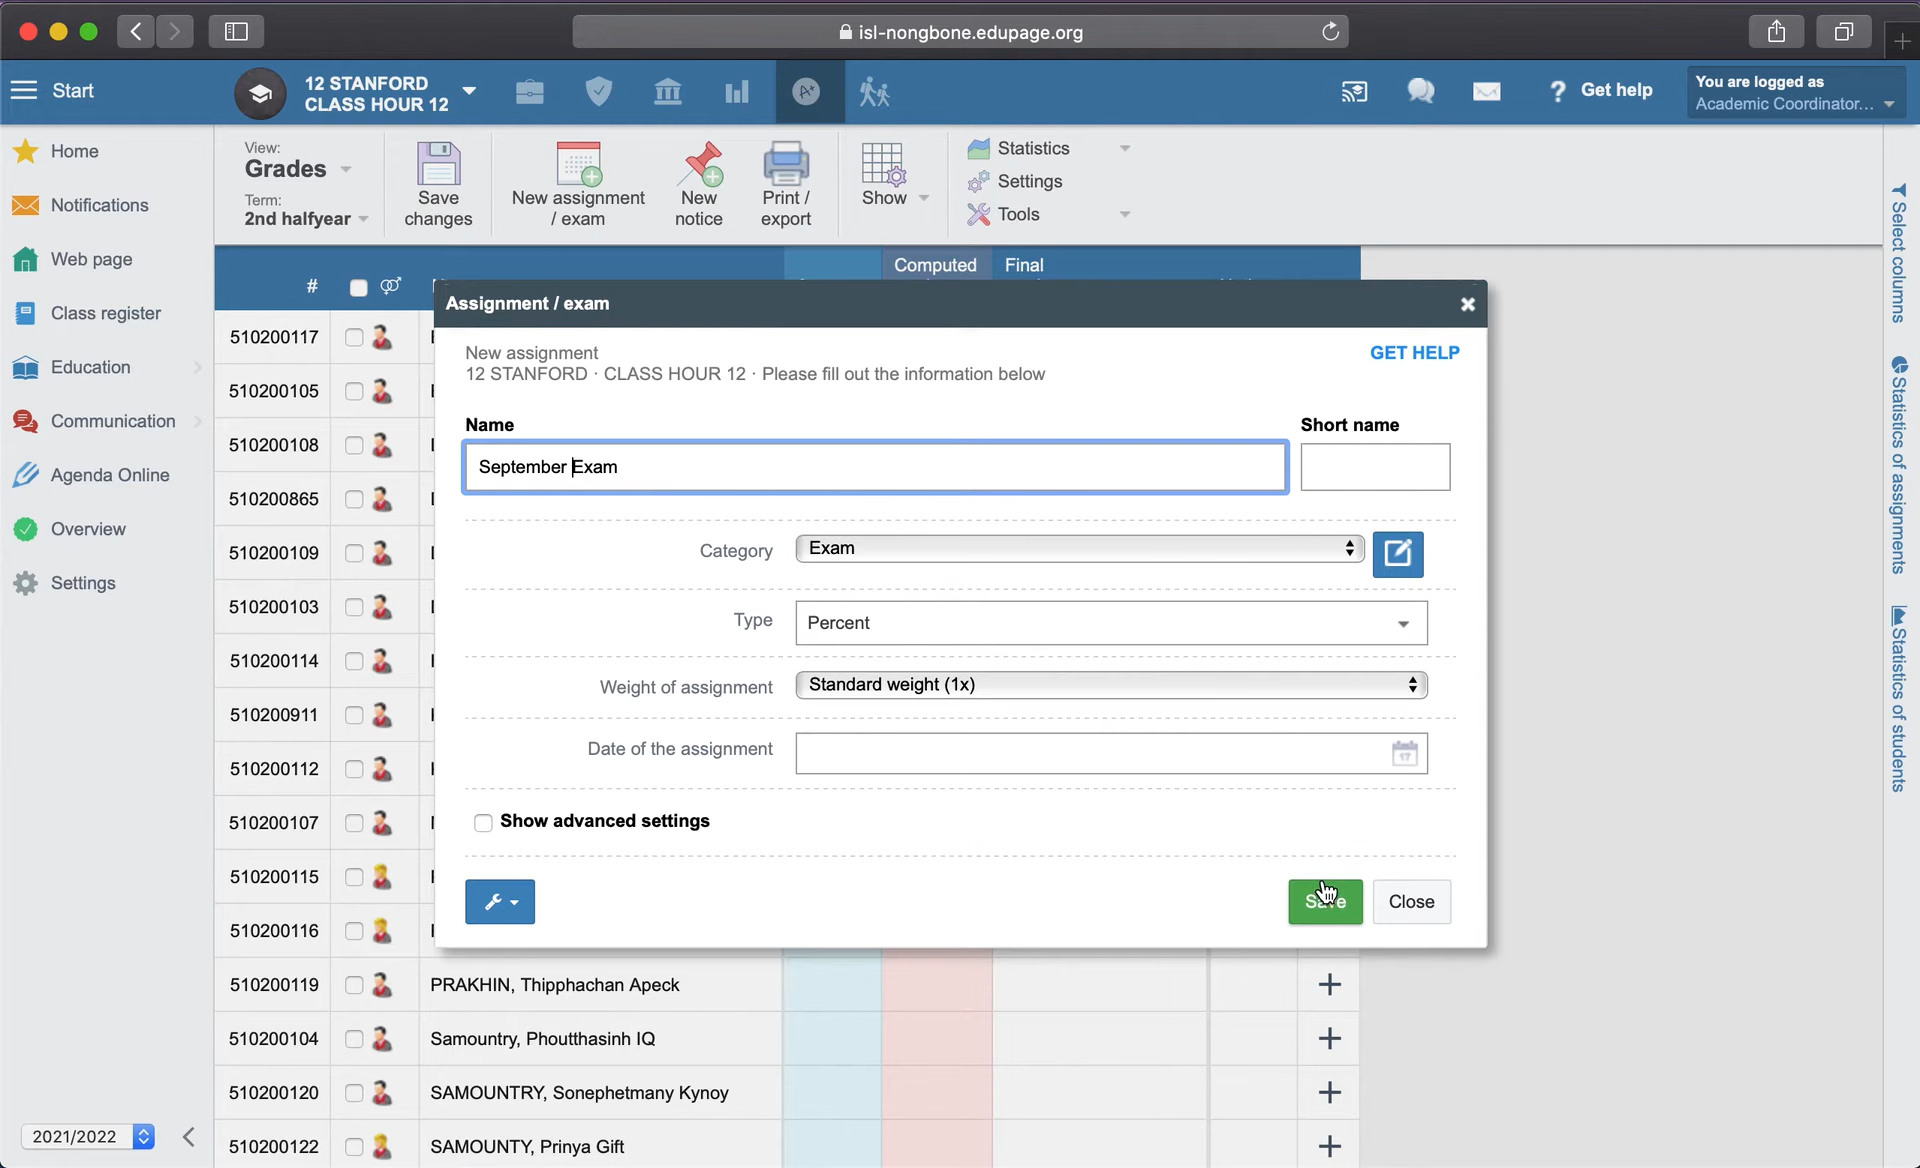 isl-nongbone.edupage.org
Start
12 STANFORD
CLASS HOUR 12
A+
? Get help
You are logged as
Academic Coordinator...
Home
Notifications
Web page
Class register
Education
Communication
Agenda Online
Overview
Settings
2021/2022
View:
Grades
Term:
2nd halfyear
Save
changes
New assignment
/ exam
New
notice
Print /
export
Show
Statistics
Settings
Tools
Select columns
Statistics of assignments
Statistics of students
#
Computed
Final
510200117
510200105
510200108
510200865
510200109
510200103
510200114
510200911
510200112
510200107
510200115
510200116
510200119 PRAKHIN, Thipphachan Apeck
510200104 Samountry, Phoutthasinh IQ
510200120 SAMOUNTRY, Sonephetmany Kynoy
510200122 SAMOUNTY, Prinya Gift
Assignment / exam
New assignment
GET HELP
12 STANFORD · CLASS HOUR 12 · Please fill out the information below
Name
Short name
September Exam
Category
Exam
Type
Percent
Weight of assignment
Standard weight (1x)
Date of the assignment
17
Show advanced settings
Save
Close